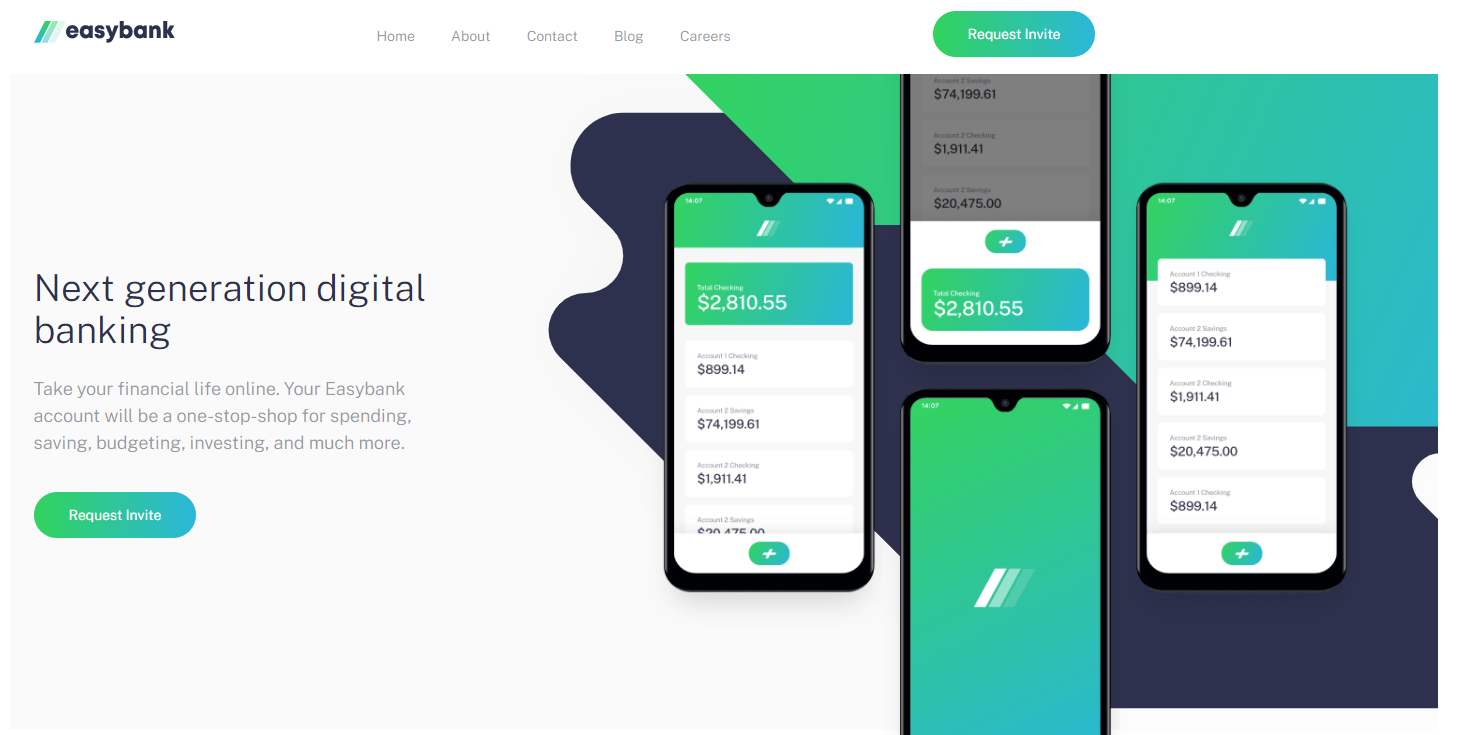 easybank
Home
About
Contact
Blog
Careers
Request Invite
Next generation digital
banking
Take your financial life online. Your Easybank
account will be a one-stop-shop for spending,
saving, budgeting, investing, and much more.
Request Invite
14:07
Total Checking
$2,810.55
Account 1 Checking
$899.14
Account 2 Savings
$74,199.61
Account 2 Checking
$1,911.41
Account 2 Savings
$20,475.00
Account 2 Savings
$74,199.61
Account 2 Checking
$1,911.41
Account 2 Savings
$20,475.00
Total Checking
$2,810.55
14:07
14:07
Account 1 Checking
$899.14
Account 2 Savings
$74,199.61
Account 2 Checking
$1,911.41
Account 2 Savings
$20,475.00
Account 1 Checking
$899.14